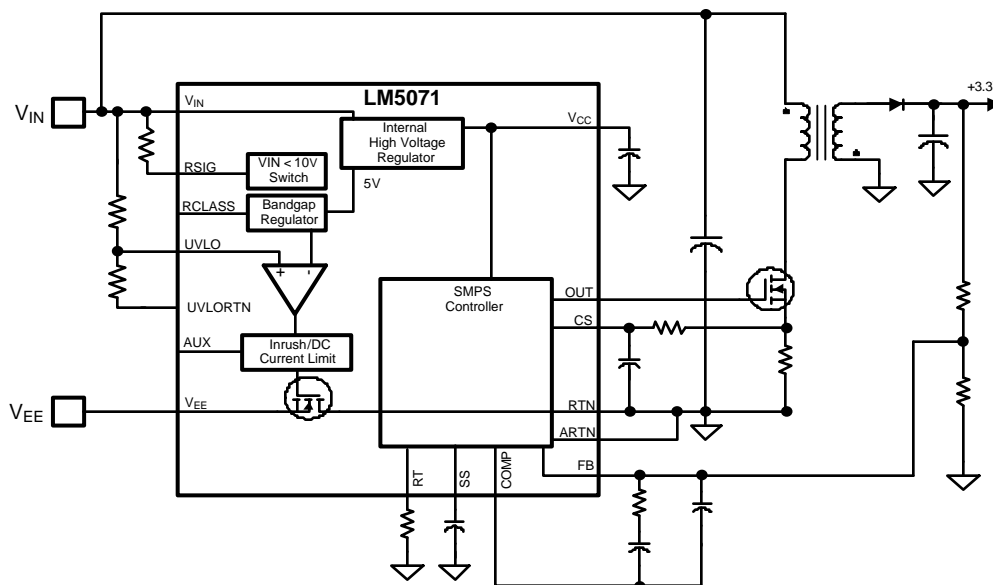 +3.3
LM5071
VIN
VIN
VCC
Internal
High Voltage
Regulator
VIN < 10V
Switch
RSIG
5V
RCLASS
Bandgap
Regulator
UVLO
+
-
SMPS
Controller
OUT
UVLORTN
CS
AUX
Inrush/DC
Current Limit
VEE
VEE
RTN
ARTN
FB
RT
SS
COMP